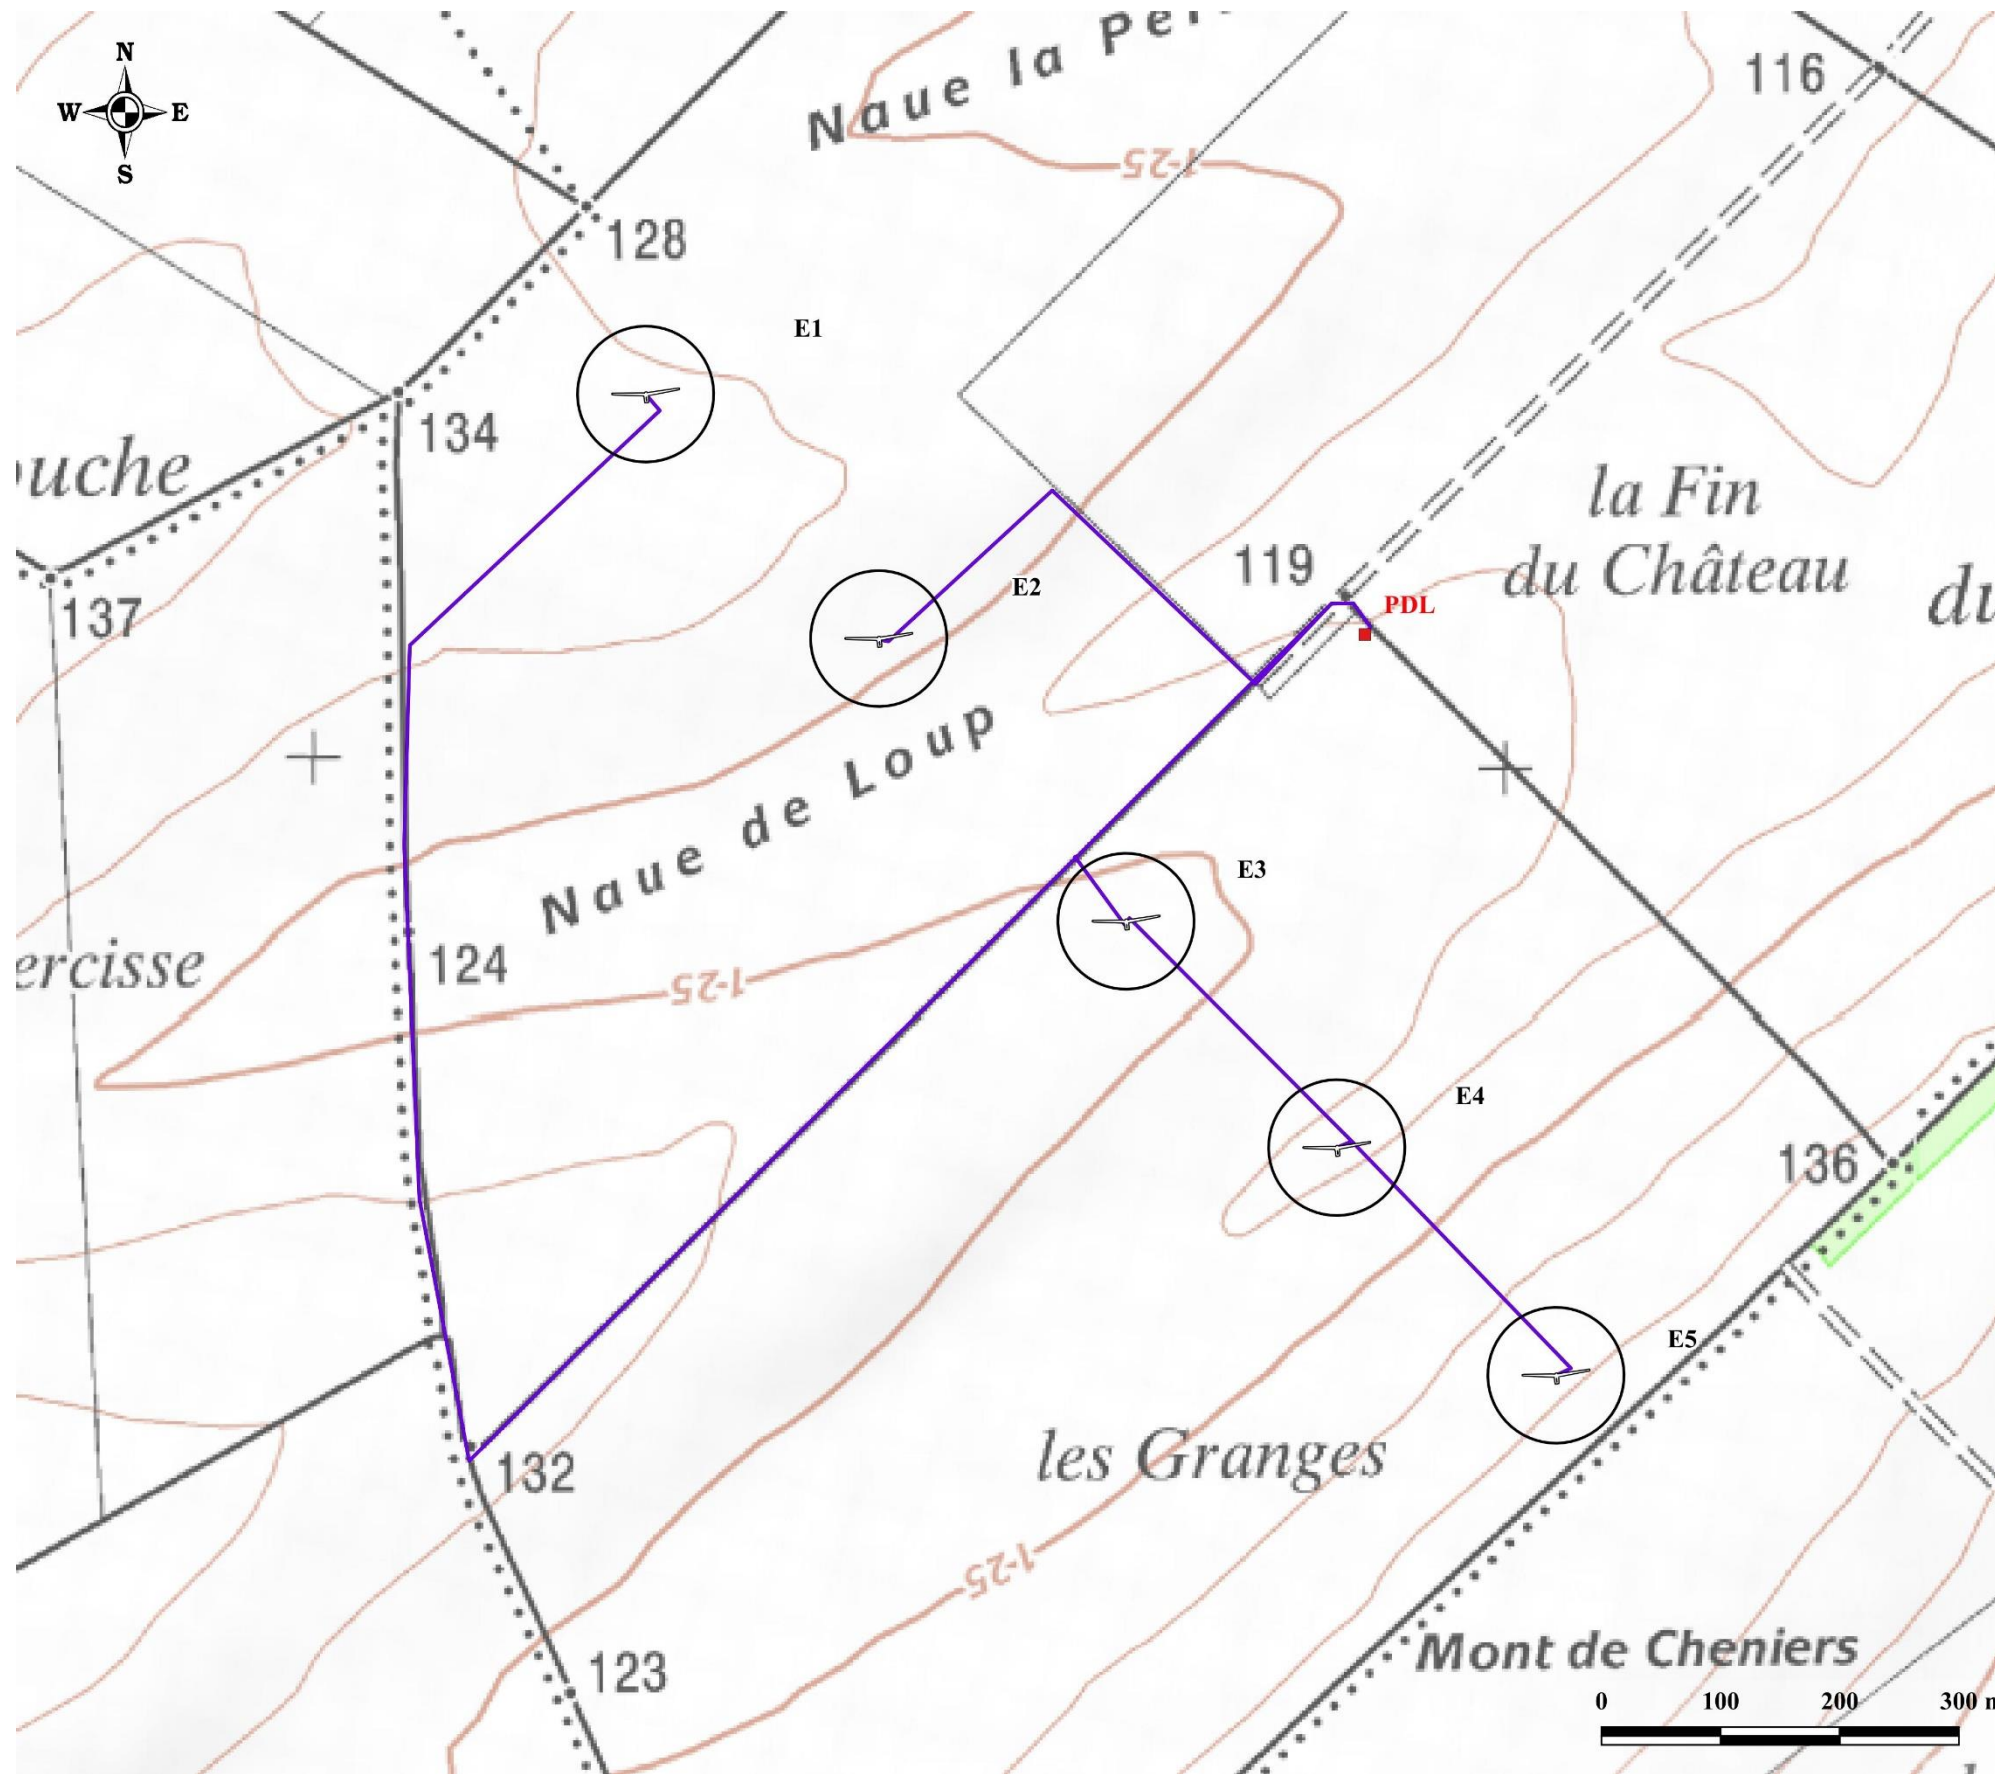 N
W E
S
Naue la
116
1-25
128
E1
134
uche
la Fin
du Château
119
E2
PDL
du
137
Naue de Loup
E3
124
ercisse
1-25
E4
136
E5
132
les Granges
1-25
123
Mont de Cheniers
0 100 200 300